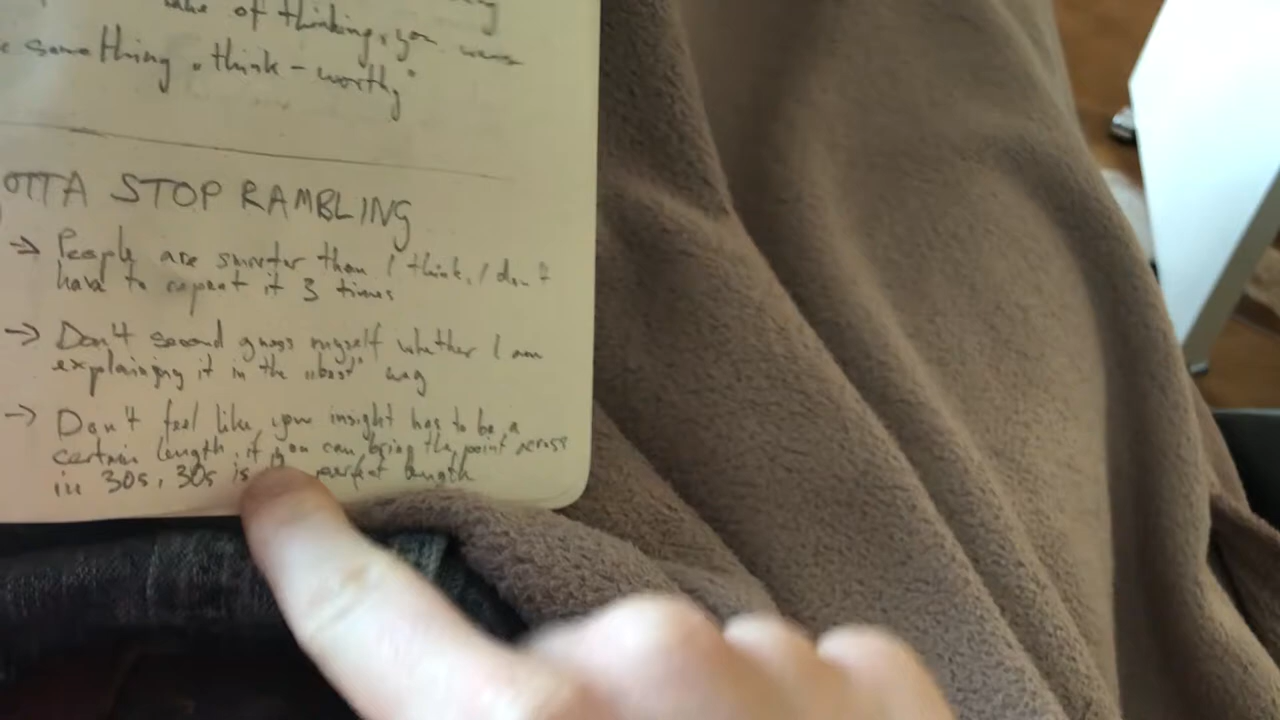 of thinking, you
something „think-worthy"
OTTA STOP RAMBLING
→ People are smarter than I think, I don't
have to repeat it 3 times
→ Don't second guess myself whether I am
explaining it in the „best" way
→ Don't feel like your insight has to be a
certain length, if you can bring the point across
in 30s, 30s is perfect length